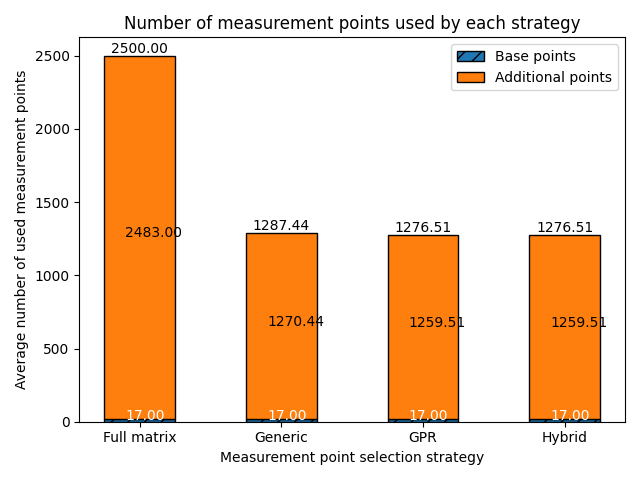 Number of measurement points used by each strategy
Base points
Additional points
Average number of used measurement points
2500
2000
1500
1000
500
0
2500.00
1287.44
1276.51
1276.51
2483.00
1270.44
1259.51
1259.51
17.00
17.00
17.00
17.00
Full matrix
Generic
GPR
Hybrid
Measurement point selection strategy